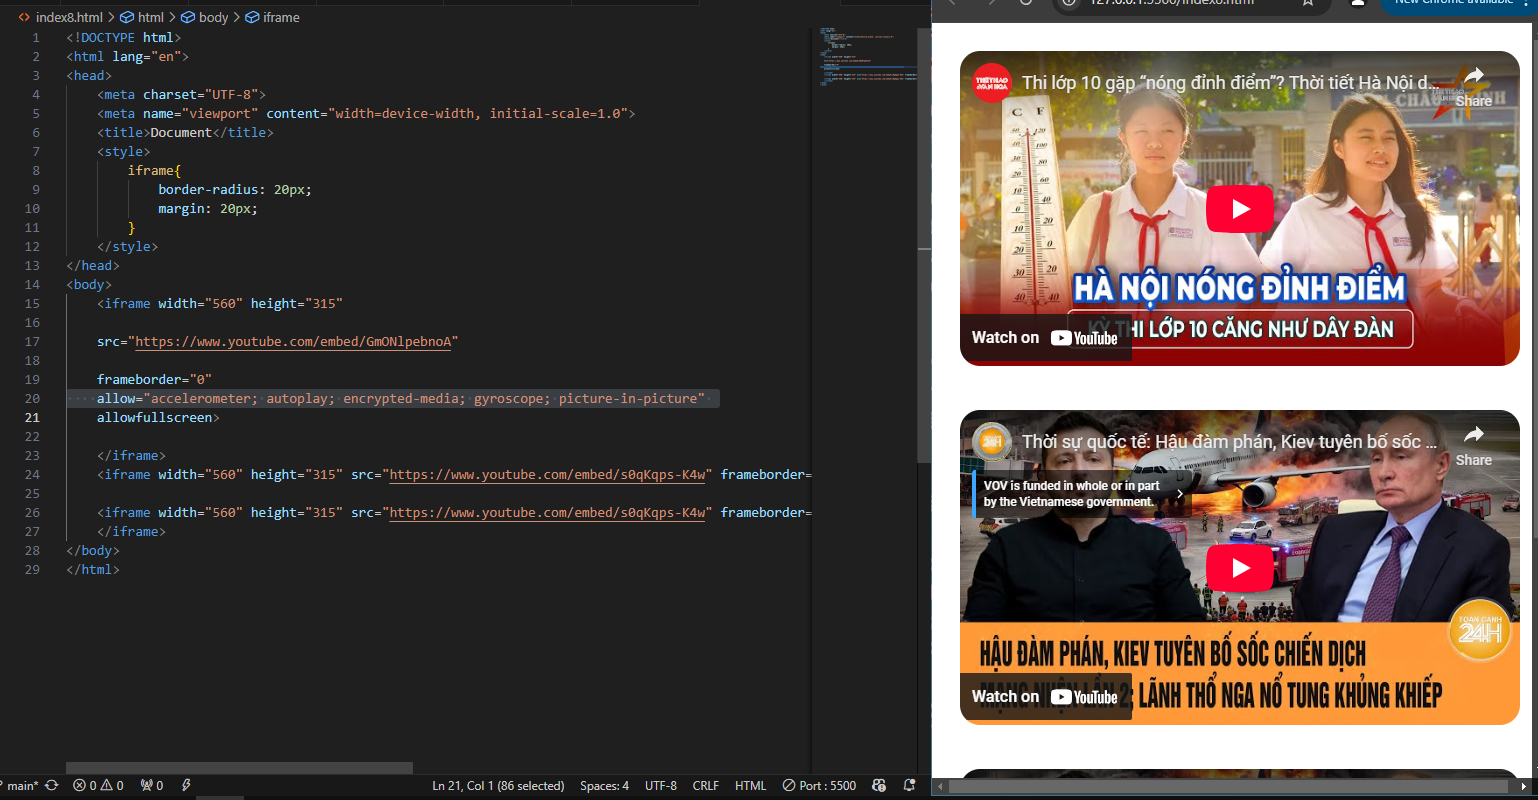 index8.html > html > body > iframe
1 <!DOCTYPE html>
2 <html lang="en">
3 <head>
4 <meta charset="UTF-8">
5 <meta name="viewport" content="width=device-width, initial-scale=1.0">
6 <title>Document</title>
7 <style>
8 iframe{
9 border-radius: 20px;
10 margin: 20px;
11 }
12 </style>
13 </head>
14 <body>
15 <iframe width="560" height="315"
16
17 src="https://www.youtube.com/embed/GmONlpebnoA"
18
19 frameborder="0"
20 allow="accelerometer; autoplay; encrypted-media; gyroscope; picture-in-picture"
21 allowfullscreen>
22
23 </iframe>
24 <iframe width="560" height="315" src="https://www.youtube.com/embed/s0qKqps-K4w" frameborder=
25
26 <iframe width="560" height="315" src="https://www.youtube.com/embed/s0qKqps-K4w" frameborder=
27 </iframe>
28 </body>
29 </html>
main* 0 0 0 Ln 21, Col 1 (86 selected) Spaces: 4 UTF-8 CRLF HTML Port : 5500
127.0.0.1:5500/index8.html
New Chrome available
Thi lớp 10 gặp “nóng đỉnh điểm”? Thời tiết Hà Nội d...
Share
C F
HÀ NỘI NÓNG ĐỈNH ĐIỂM
KỲ THI LỚP 10 CĂNG NHƯ DÂY ĐÀN
Watch on YouTube
24H
Thời sự quốc tế: Hậu đàm phán, Kiev tuyên bố sốc ...
Share
VOV is funded in whole or in part
by the Vietnamese government.
TOÀN CẢNH
24H
HẬU ĐÀM PHÁN, KIEV TUYÊN BỐ SỐC CHIẾN DỊCH
MẠNG NHỆN LẦN 2; LÃNH THỔ NGA NỔ TUNG KHỦNG KHIẾP
Watch on YouTube